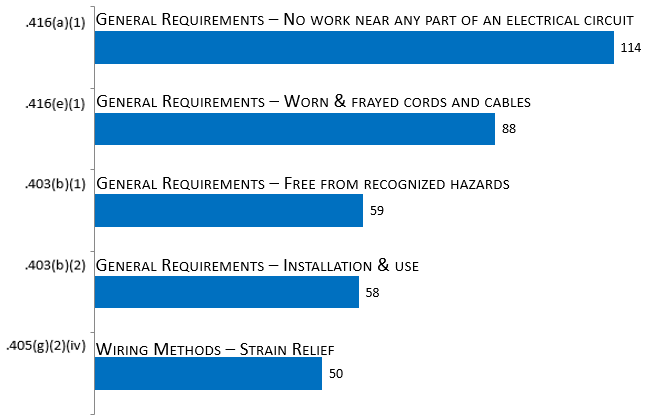 .416(a)(1) General Requirements – No work near any part of an electrical circuit
114
.416(e)(1) General Requirements – Worn & frayed cords and cables
88
.403(b)(1) General Requirements – Free from recognized hazards
59
.403(b)(2) General Requirements – Installation & use
58
.405(g)(2)(iv) Wiring Methods – Strain Relief
50